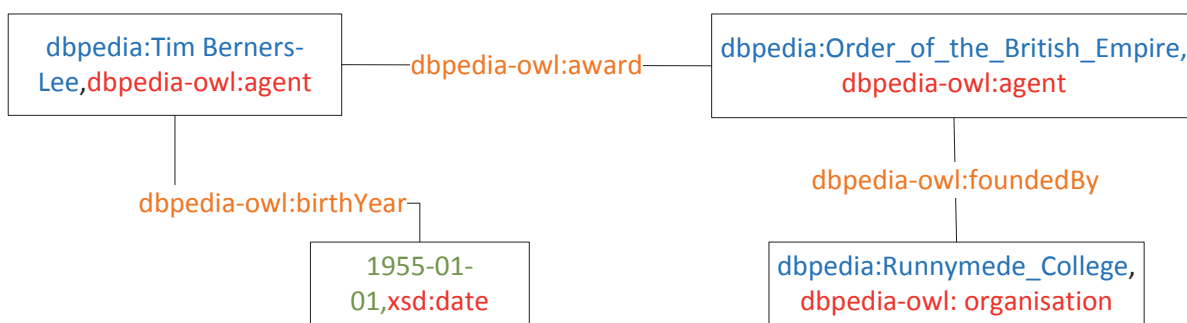 dbpedia:Tim Berners-
Lee,dbpedia-owl:agent
dbpedia-owl:award
dbpedia:Order_of_the_British_Empire,
dbpedia-owl:agent
dbpedia-owl:birthYear
dbpedia-owl:foundedBy
1955-01-
01,xsd:date
dbpedia:Runnymede_College,
dbpedia-owl: organisation